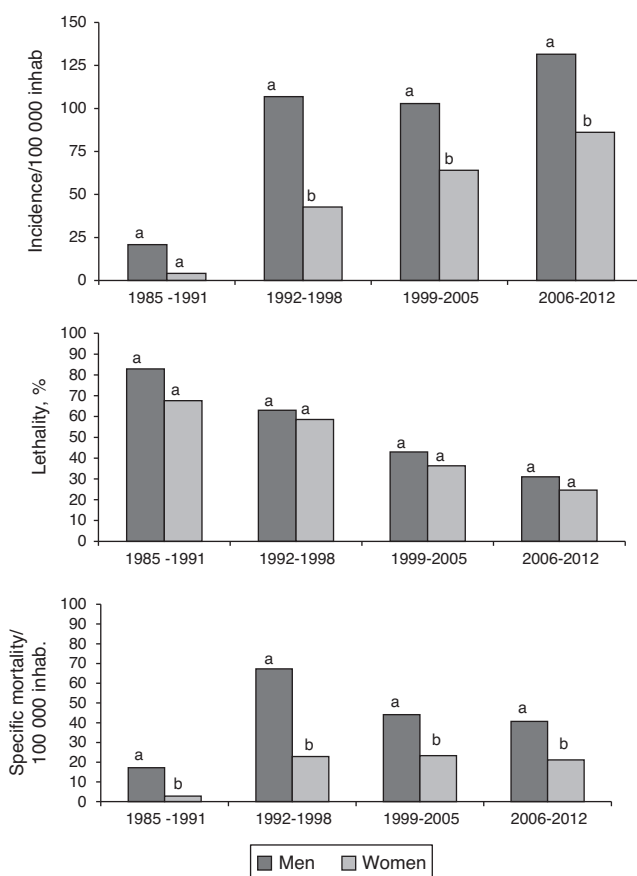 Incidence/100 000 inhab
150
125
100
75
50
25
0
a
a
a
b
a
b
a
b
1985 -1991
1992-1998
1999-2005
2006-2012
Lethality, %
100
90
80
70
60
50
40
30
20
10
0
a
a
a
a
a
a
a
a
1985 -1991
1992-1998
1999-2005
2006-2012
Specific mortality/
100 000 inhab.
100
90
80
70
60
50
40
30
20
10
0
a
b
a
b
a
b
a
b
1985 -1991
1992-1998
1999-2005
2006-2012
Men
Women